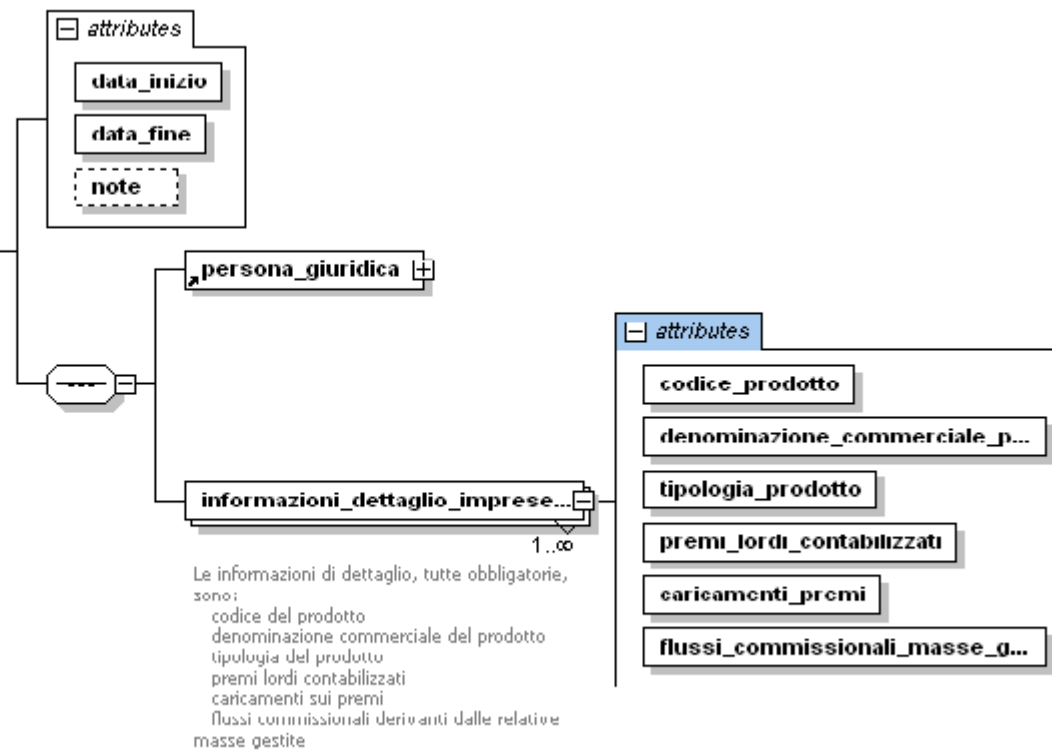 attributes
data_inizio
data_fine
note
persona_giuridica
attributes
codice_prodotto
denominazione_commerciale_p...
tipologia_prodotto
premi_lordi_contabilizzati
caricamenti_premi
flussi_commissionali_masse_g...
informazioni_dettaglio_imprese...
1..∞
Le informazioni di dettaglio, tutte obbligatorie,
sono:
codice del prodotto
denominazione commerciale del prodotto
tipologia del prodotto
premi lordi contabilizzati
caricamenti sui premi
flussi commissionali derivanti dalle relative
masse gestite